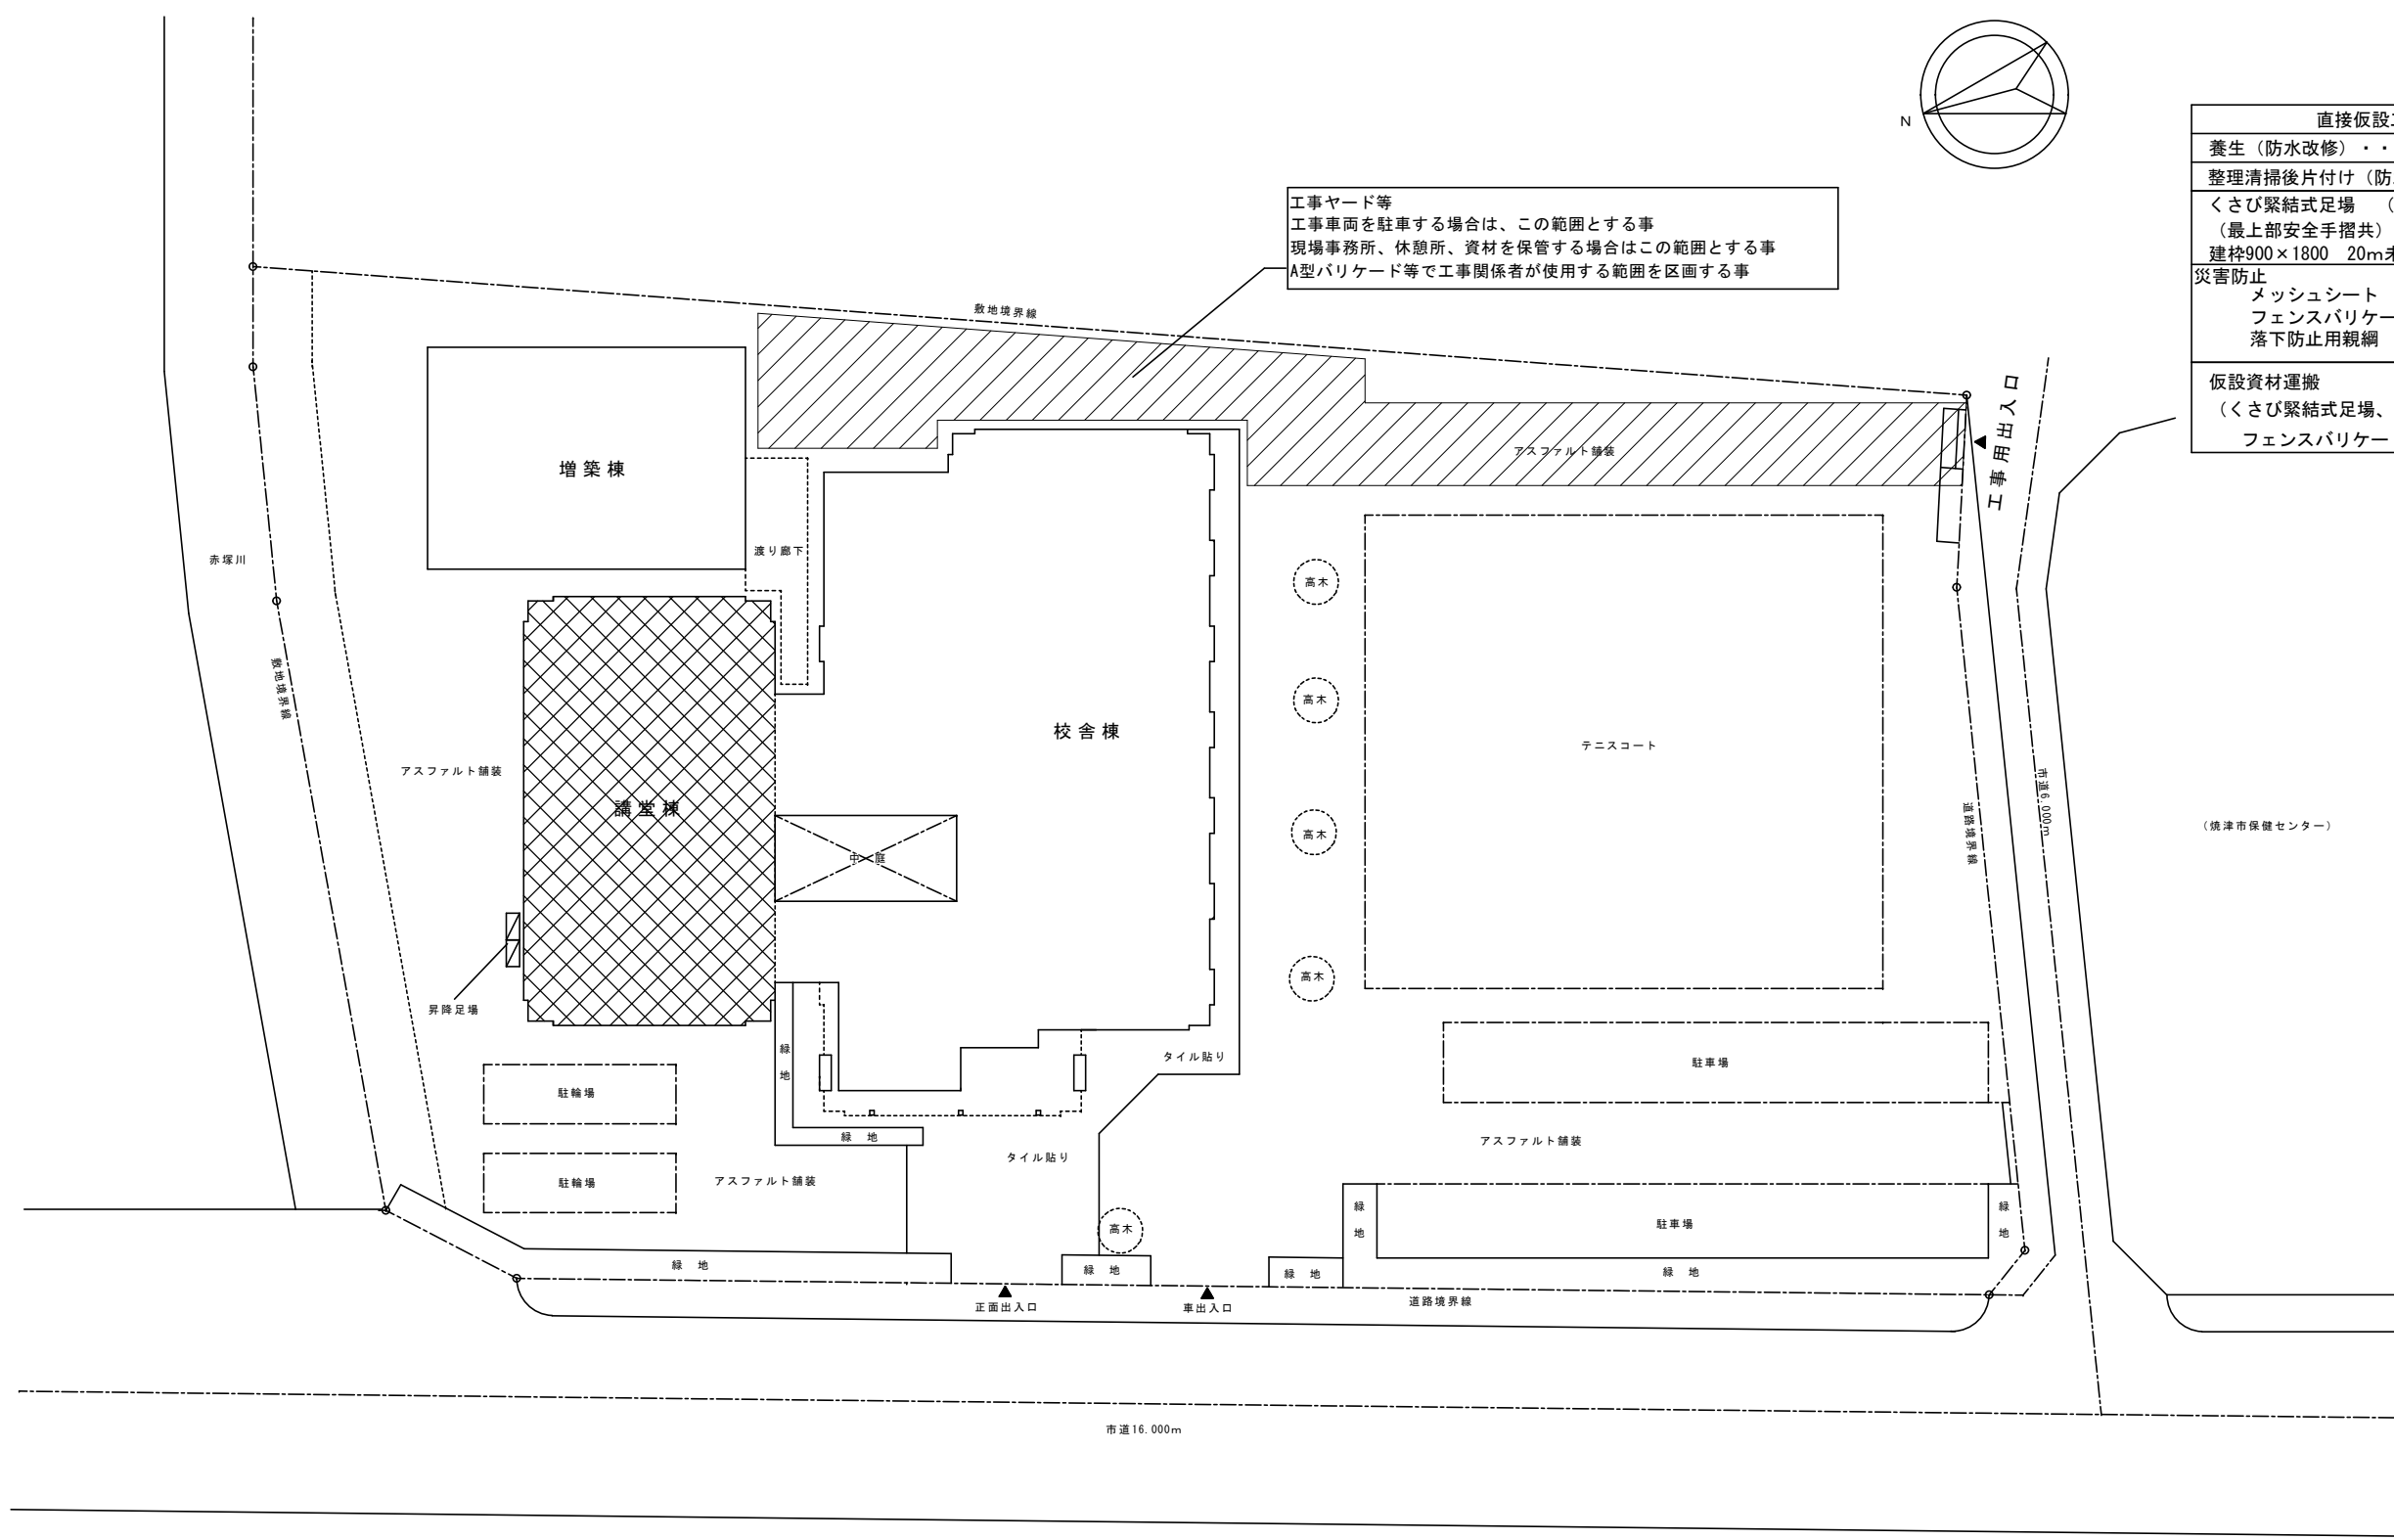 N
直接仮設
養生（防水改修）・・
整理清掃後片付け（防
くさび緊結式足場　（
（最上部安全手摺共）
建枠900×1800　20m未
災害防止
メッシュシート
フェンスバリケー
落下防止用親綱
仮設資材運搬
（くさび緊結式足場、
フェンスバリケー
工事ヤード等
工事車両を駐車する場合は、この範囲とする事
現場事務所、休憩所、資材を保管する場合はこの範囲とする事
A型バリケード等で工事関係者が使用する範囲を区画する事
敷地境界線
工事用出入口
アスファルト舗装
増築棟
渡り廊下
赤塚川
高木
敷地境界線
高木
校舎棟
テニスコート
アスファルト舗装
市道6.000m
講堂棟
道路境界線
（焼津市保健センター）
高木
中庭
高木
昇降足場
緑地
タイル貼り
駐車場
駐輪場
緑　地
アスファルト舗装
タイル貼り
アスファルト舗装
駐輪場
緑地
緑地
駐車場
高木
緑　地
緑　地
緑　地
緑　地
正面出入口
車出入口
道路境界線
市道16.000m